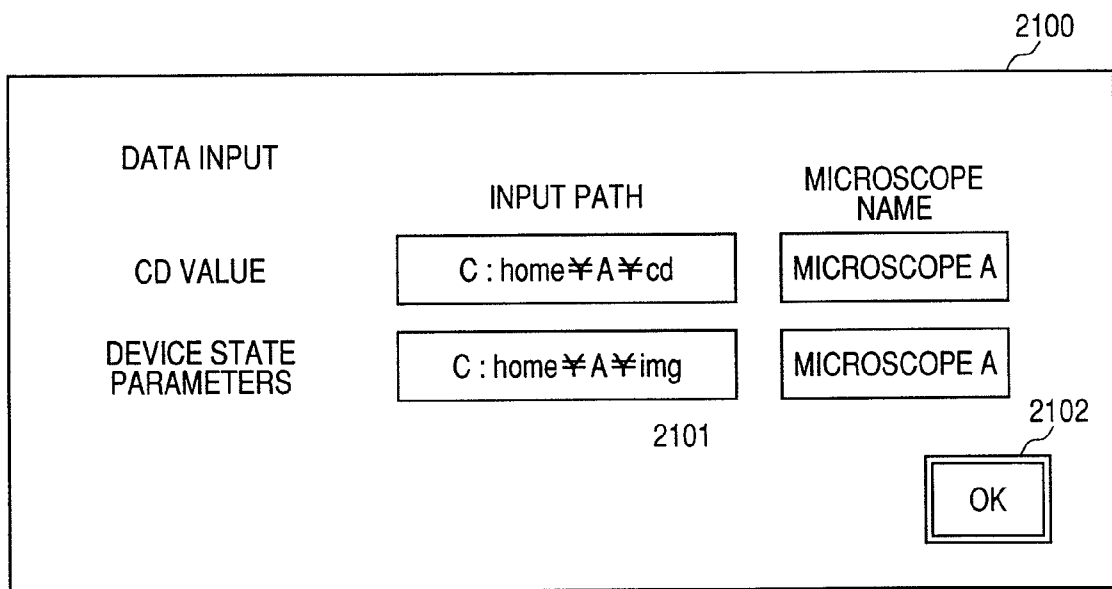 2100
DATA INPUT
INPUT PATH
MICROSCOPE
NAME
CD VALUE
C : home¥A¥cd
MICROSCOPE A
DEVICE STATE
PARAMETERS
C : home¥A¥img
MICROSCOPE A
2101
2102
OK